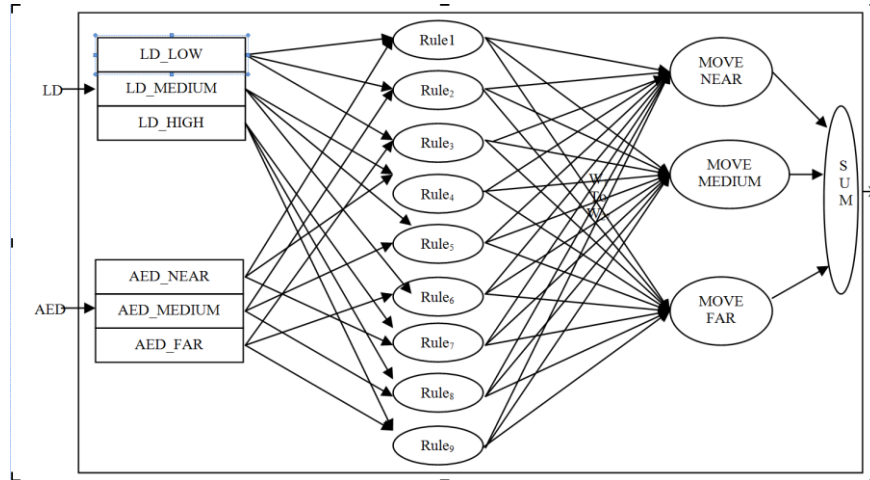 LD
LD_LOW
LD_MEDIUM
LD_HIGH
AED
AED_NEAR
AED_MEDIUM
AED_FAR
Rule1
Rule₂
Rule₃
Rule₄
Rule₅
Rule₆
Rule₇
Rule₈
Rule₉
W
To
MOVE
NEAR
MOVE
MEDIUM
MOVE
FAR
S
U
M